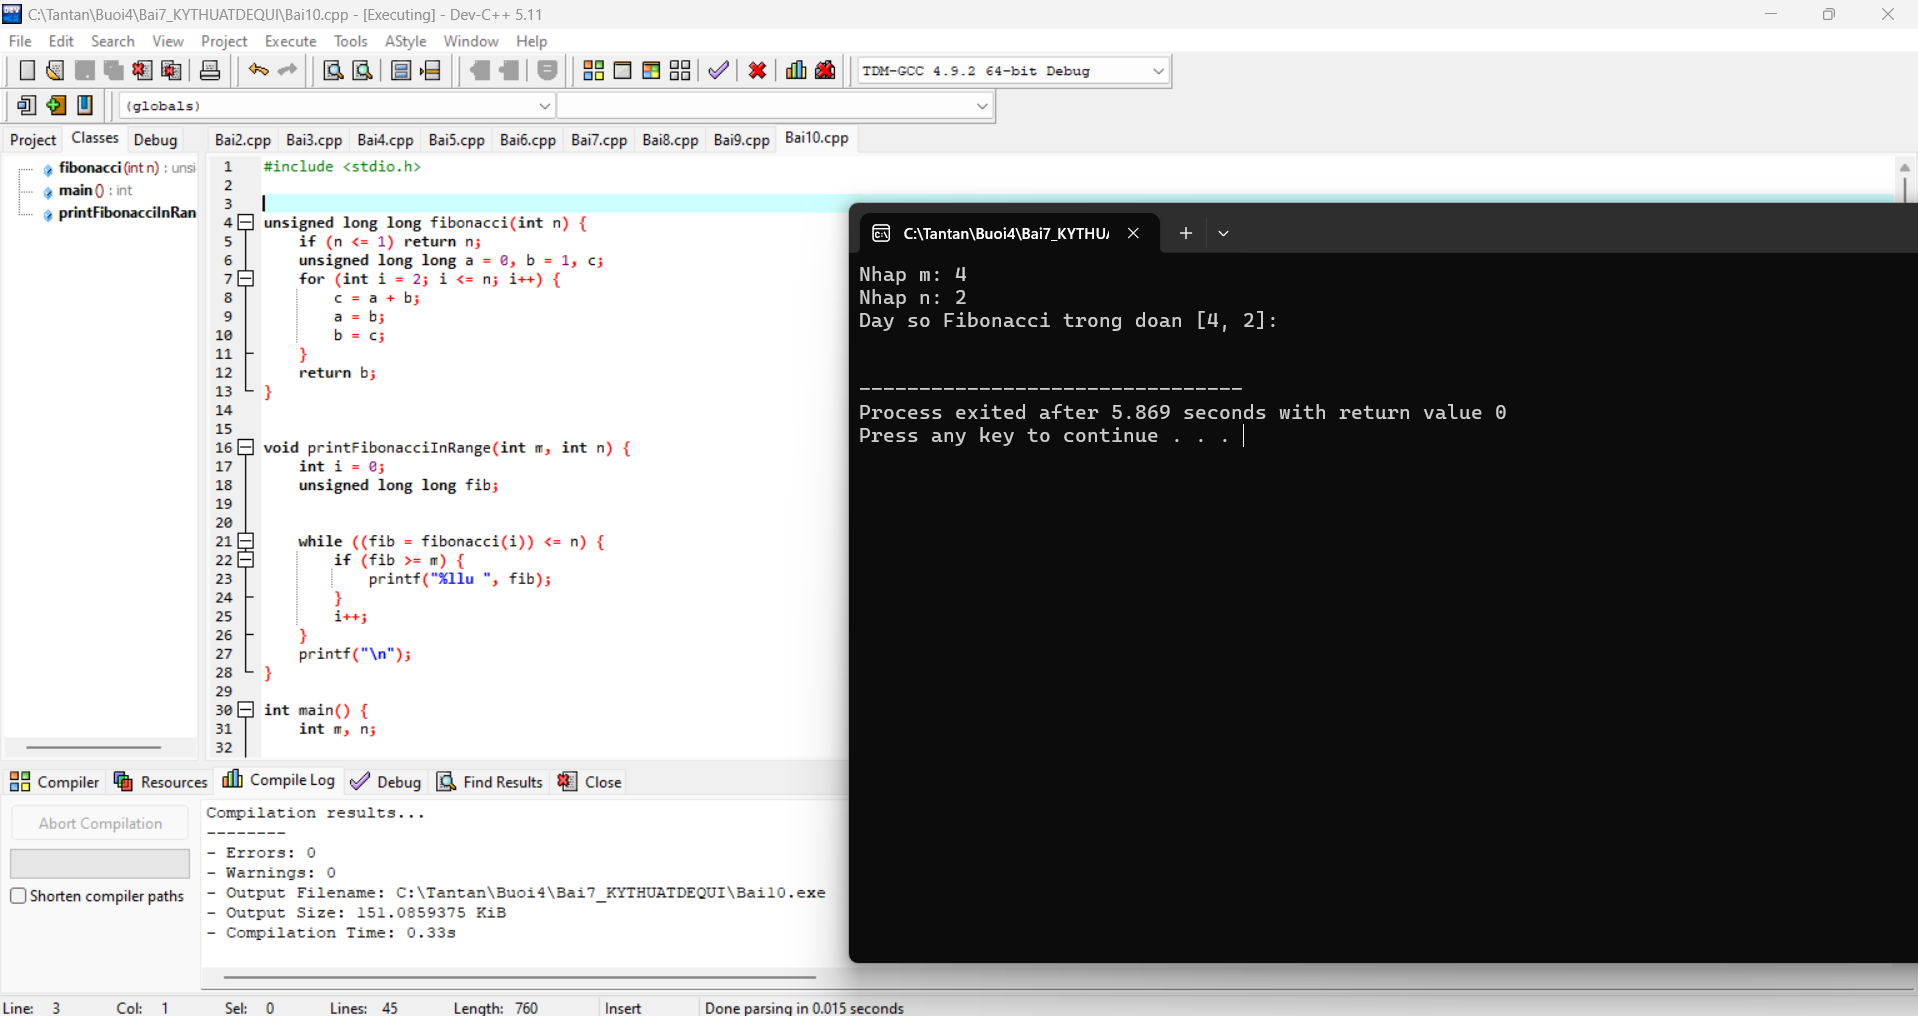 C:\Tantan\Buoi4\Bai7_KYTHUATDEQUI\Bai10.cpp - [Executing] - Dev-C++ 5.11
File Edit Search View Project Execute Tools AStyle Window Help
TDM-GCC 4.9.2 64-bit Debug
(globals)
Project Classes Debug
Bai2.cpp Bai3.cpp Bai4.cpp Bai5.cpp Bai6.cpp Bai7.cpp Bai8.cpp Bai9.cpp Bai10.cpp
fibonacci (int n) : unsi
main () : int
printFibonacciInRan
1 #include <stdio.h>
2
3
4 unsigned long long fibonacci(int n) {
5 if (n <= 1) return n;
6 unsigned long long a = 0, b = 1, c;
7 for (int i = 2; i <= n; i++) {
8 c = a + b;
9 a = b;
10 b = c;
11 }
12 return b;
13 }
14
15
16 void printFibonacciInRange(int m, int n) {
17 int i = 0;
18 unsigned long long fib;
19
20
21 while ((fib = fibonacci(i)) <= n) {
22 if (fib >= m) {
23 printf("%llu ", fib);
24 }
25 i++;
26 }
27 printf("\n");
28 }
29
30 int main() {
31 int m, n;
32
C:\Tantan\Buoi4\Bai7_KYTHU
Nhap m: 4
Nhap n: 2
Day so Fibonacci trong doan [4, 2]:
--------------------------------
Process exited after 5.869 seconds with return value 0
Press any key to continue . . .
Compiler Resources Compile Log Debug Find Results Close
Abort Compilation
Shorten compiler paths
Compilation results...
--------
- Errors: 0
- Warnings: 0
- Output Filename: C:\Tantan\Buoi4\Bai7_KYTHUATDEQUI\Bai10.exe
- Output Size: 151.0859375 KiB
- Compilation Time: 0.33s
Line: 3 Col: 1 Sel: 0 Lines: 45 Length: 760 Insert Done parsing in 0.015 seconds